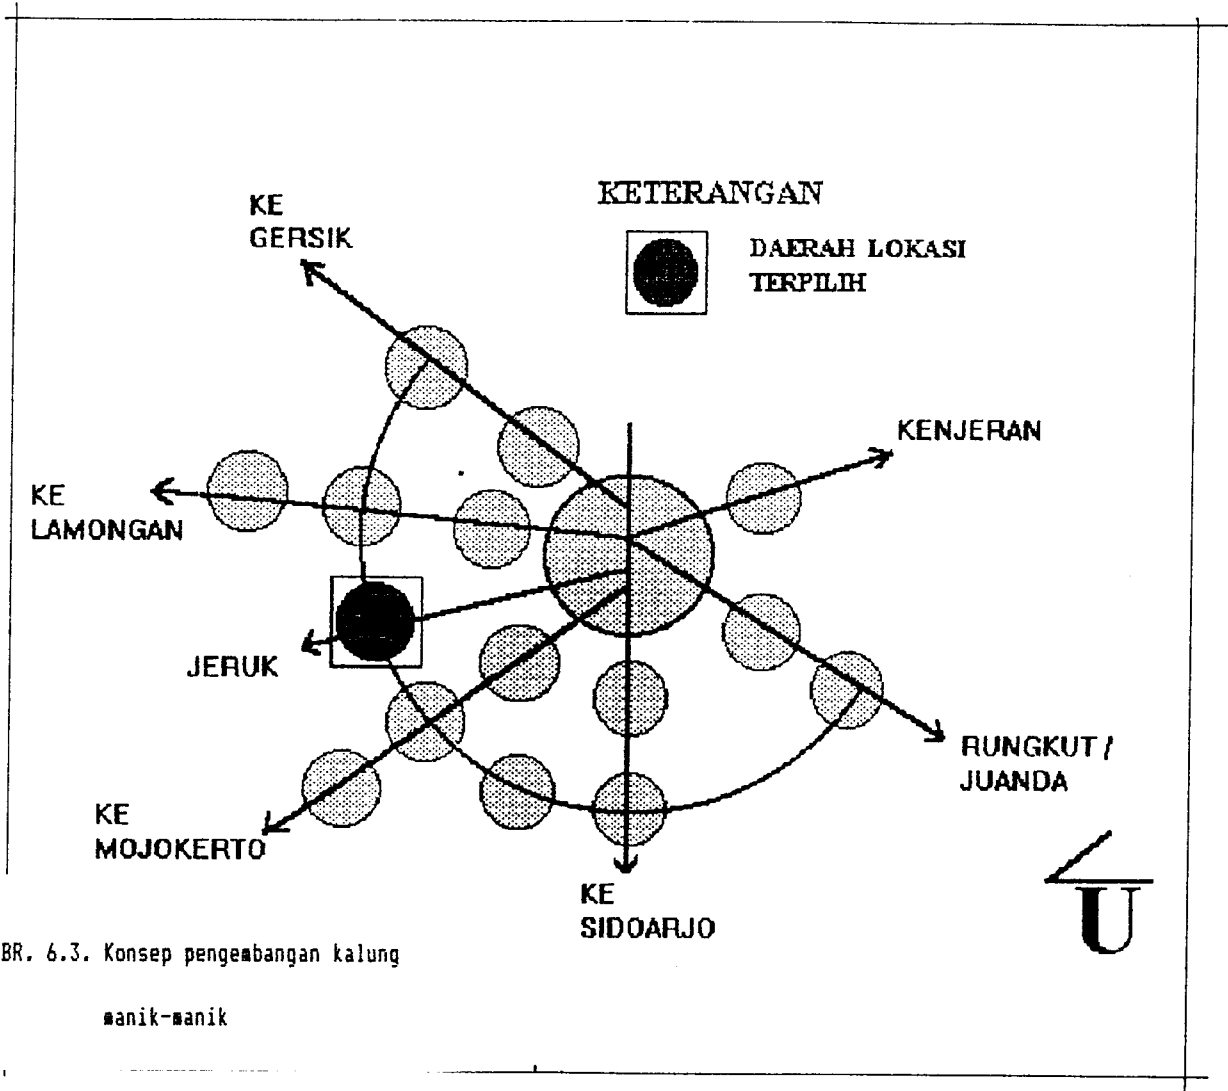 KETERANGAN
DAERAH LOKASI
TERPILIH
KE
GERSIK
KENJERAN
KE
LAMONGAN
JERUK
RUNGKUT /
JUANDA
KE
MOJOKERTO
KE
SIDOARJO
U
BR. 6.3. Konsep pengembangan kalung
manik-manik